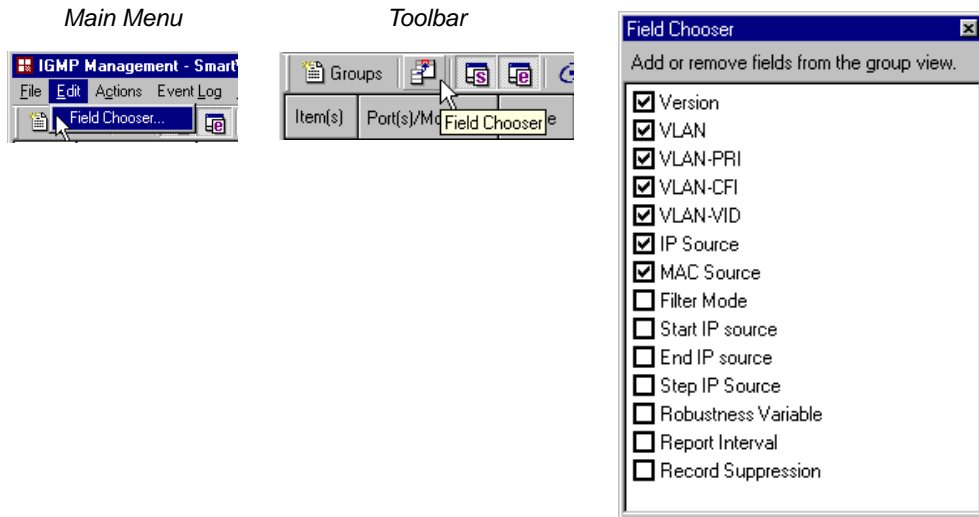 Main Menu
Toolbar
IGMP Management - Smart
File Edit Actions Event Log
Field Chooser...
Groups
Item(s) Port(s)/Mo
Field Chooser
Field Chooser
Add or remove fields from the group view.
Version
VLAN
VLAN-PRI
VLAN-CFI
VLAN-VID
IP Source
MAC Source
Filter Mode
Start IP source
End IP source
Step IP Source
Robustness Variable
Report Interval
Record Suppression